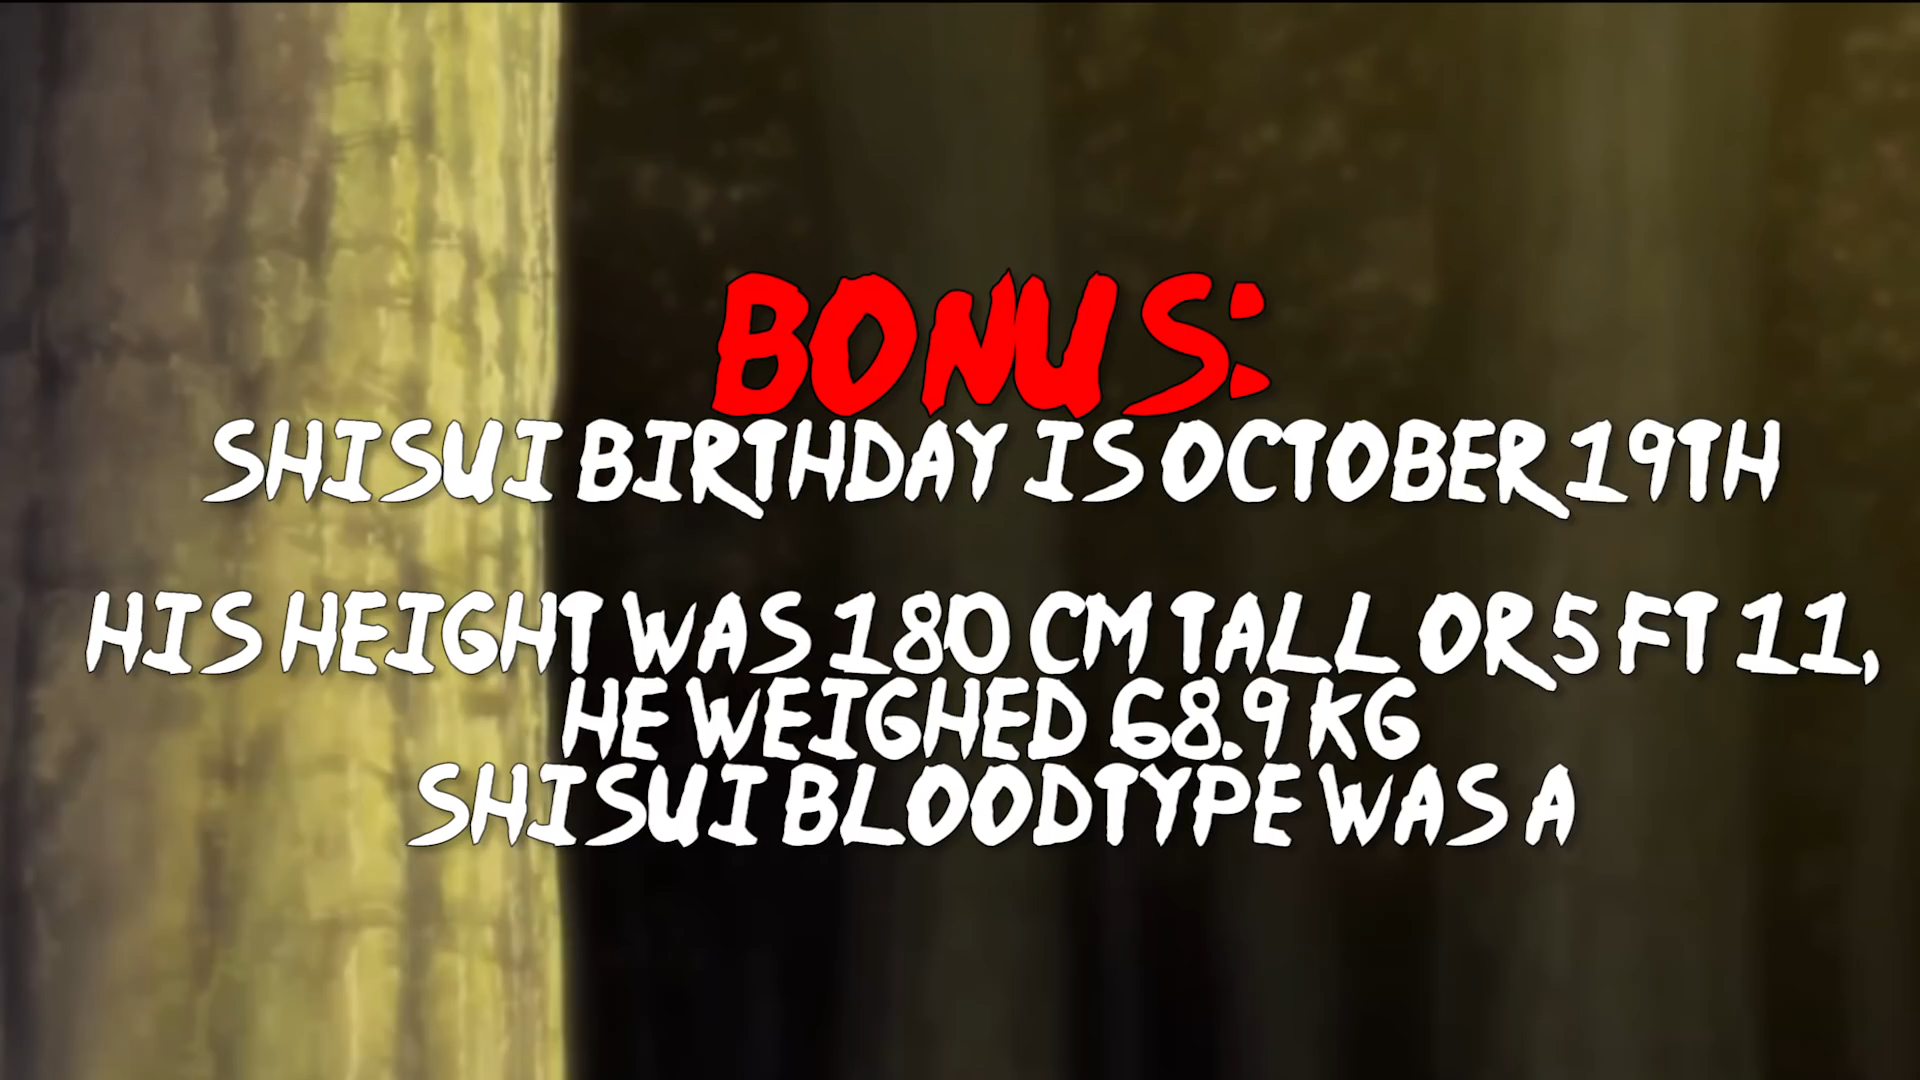 BONUS:
SHISUI BIRTHDAY IS OCTOBER 19TH
HIS HEIGHT WAS 180 CM TALL OR 5 FT 11,
HE WEIGHED 68.9 KG
SHISUI BLOODTYPE WAS A